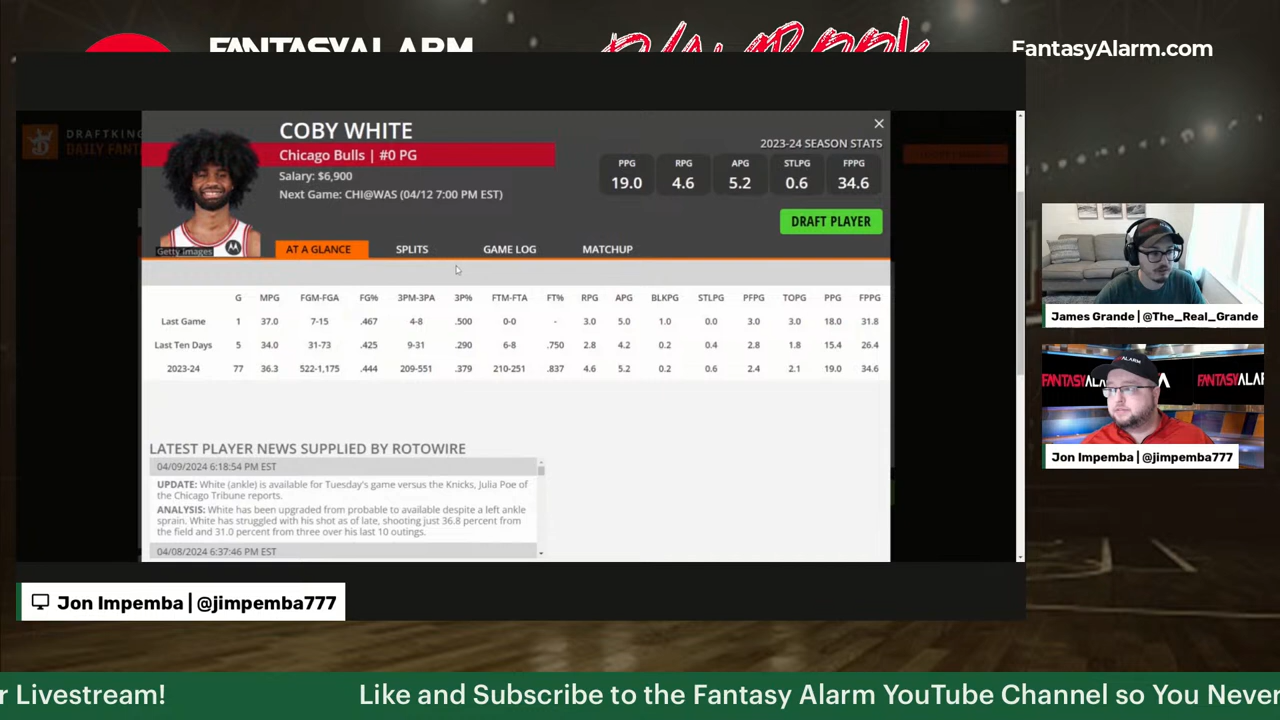 FANTASYALARM
PLAYBOOK
FantasyAlarm.com
DRAFTKIN
DAILY FANT
COBY WHITE
Chicago Bulls | #0 PG
Salary: $6,900
Next Game: CHI@WAS (04/12 7:00 PM EST)
2023-24 SEASON STATS
PPG RPG APG STLPG FPPG
19.0 4.6 5.2 0.6 34.6
DRAFT PLAYER
Getty Images
AT A GLANCE SPLITS GAME LOG MATCHUP
G MPG FGM-FGA FG% 3PM-3PA 3P% FTM-FTA FT% RPG APG BLKPG STLPG PFPG TOPG PPG FPPG
Last Game 1 37.0 7-15 .467 4-8 .500 0-0 - 3.0 5.0 1.0 0.0 3.0 3.0 18.0 31.8
Last Ten Days 5 34.0 31-73 .425 9-31 .290 6-8 .750 2.8 4.2 0.2 0.4 2.8 1.8 15.4 26.4
2023-24 77 36.3 522-1,175 .444 209-551 .379 210-251 .837 4.6 5.2 0.2 0.6 2.4 2.1 19.0 34.6
LATEST PLAYER NEWS SUPPLIED BY ROTOWIRE
04/09/2024 6:18:54 PM EST
UPDATE: White (ankle) is available for Tuesday's game versus the Knicks, Julia Poe of
the Chicago Tribune reports.
ANALYSIS: White has been upgraded from probable to available despite a left ankle
sprain. White has struggled with his shot as of late, shooting just 36.8 percent from
the field and 31.0 percent from three over his last 10 outings.
04/08/2024 6:37:46 PM EST
James Grande | @The_Real_Grande
FANTASYALA
Jon Impemba | @jimpemba777
Jon Impemba | @jimpemba777
r Livestream! Like and Subscribe to the Fantasy Alarm YouTube Channel so You Never